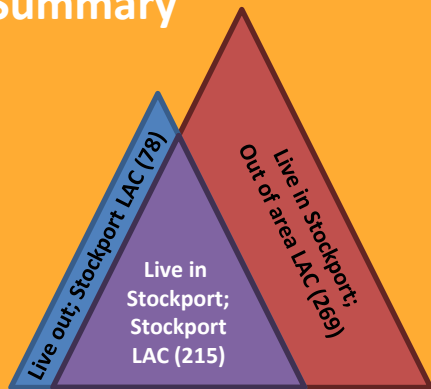 Summary
Live out; Stockport LAC (78)
Live in
Stockport;
Stockport
LAC (215)
Live in Stockport;
Out of area LAC (269)